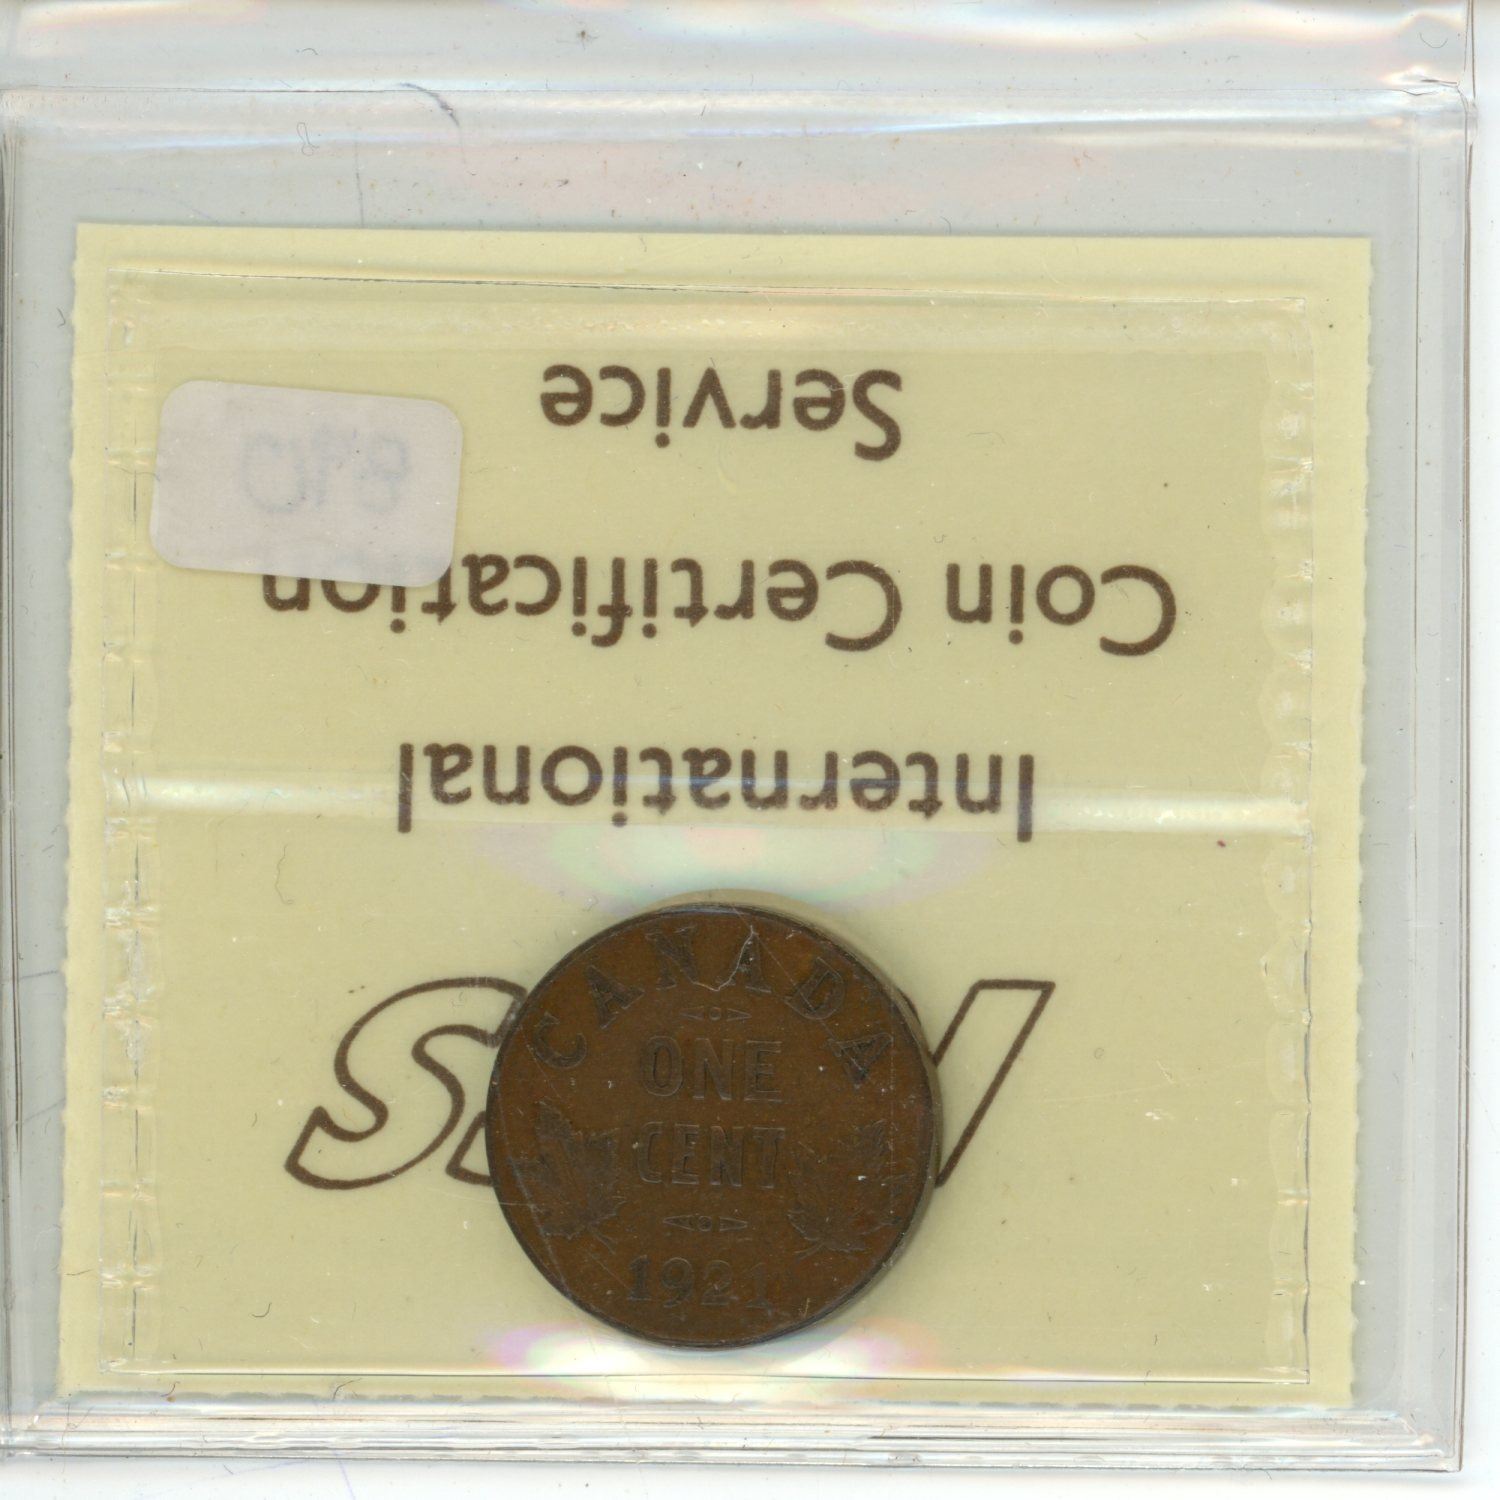 International
Coin Certification
Service
CANADA
ONE
CENT
1921